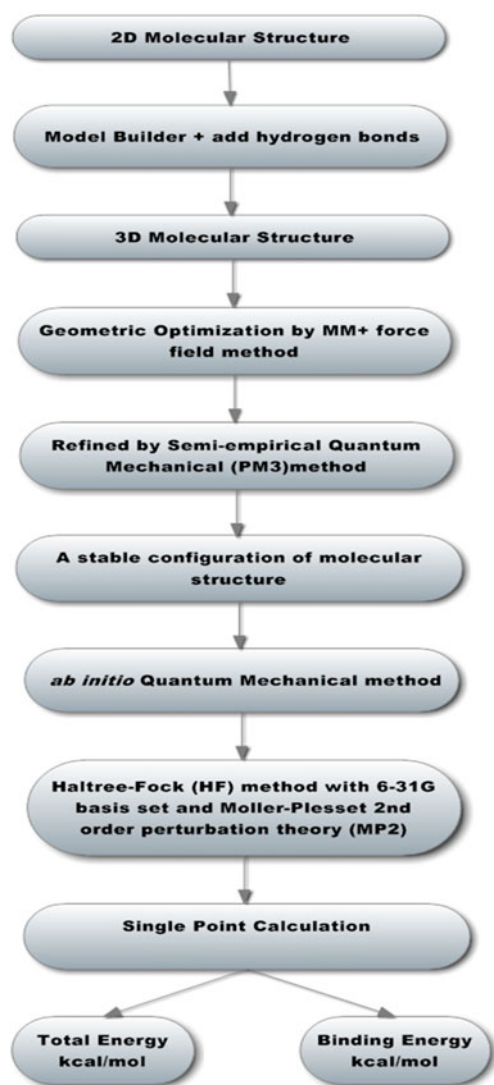 2D Molecular Structure
Model Builder + add hydrogen bonds
3D Molecular Structure
Geometric Optimization by MM+ force
field method
Refined by Semi-empirical Quantum
Mechanical (PM3)method
A stable configuration of molecular
structure
ab initio Quantum Mechanical method
Haltree-Fock (HF) method with 6-31G
basis set and Moller-Plesset 2nd
order perturbation theory (MP2)
Single Point Calculation
Total Energy
kcal/mol
Binding Energy
kcal/mol